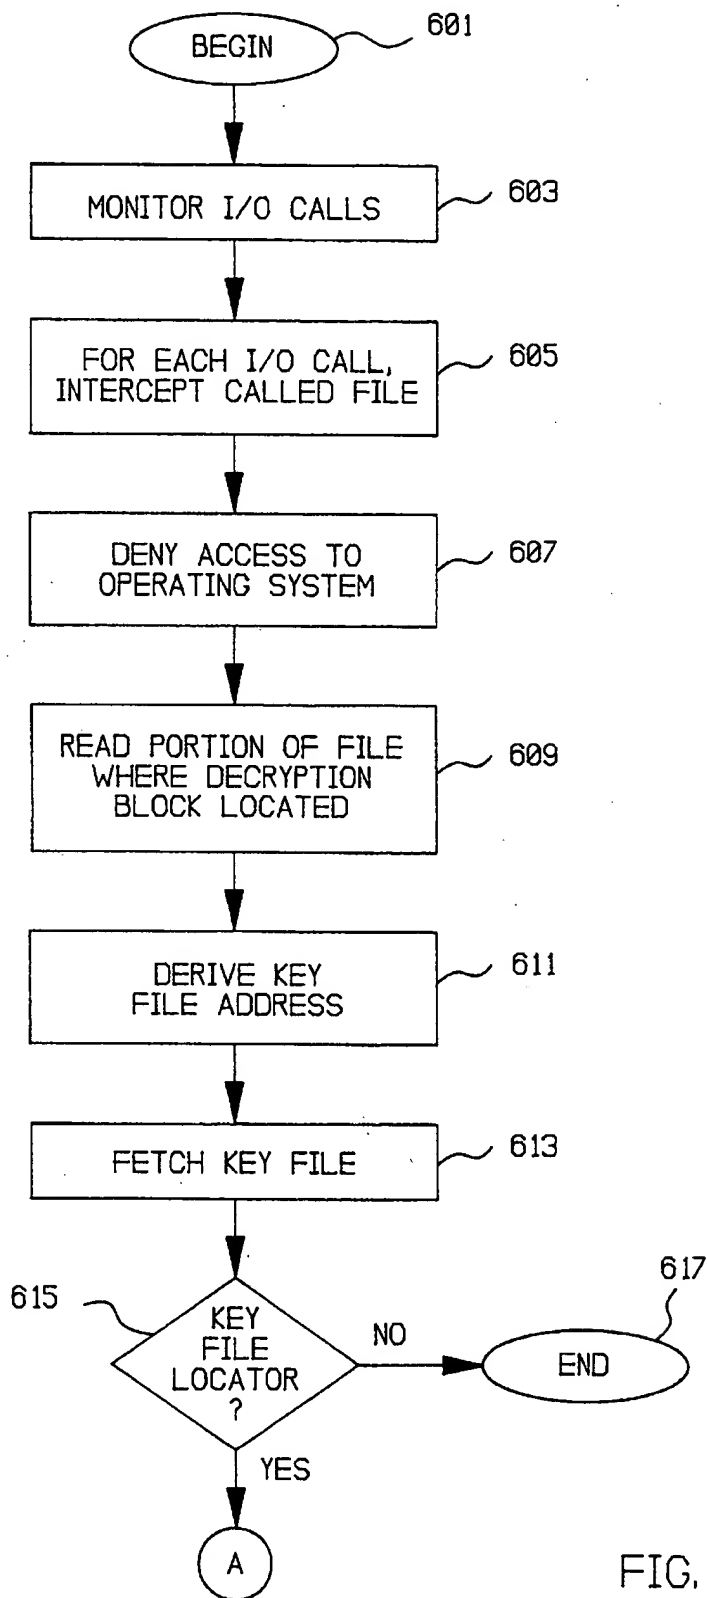 BEGIN
601
MONITOR I/O CALLS
603
FOR EACH I/O CALL,
INTERCEPT CALLED FILE
605
DENY ACCESS TO
OPERATING SYSTEM
607
READ PORTION OF FILE
WHERE DECRYPTION
BLOCK LOCATED
609
DERIVE KEY
FILE ADDRESS
611
FETCH KEY FILE
613
615
KEY
FILE
LOCATOR
?
NO
617
END
YES
A
FIG.